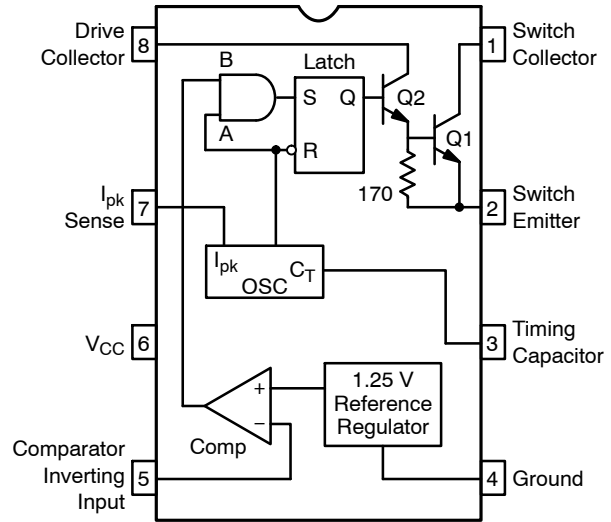 Drive
Collector
8
1
Switch
Collector
B
A
Latch
S
Q
R
Q2
Q1
170
Ipk
Sense
7
2
Switch
Emitter
Ipk
OSC
CT
VCC
6
3
Timing
Capacitor
+
−
Comp
1.25 V
Reference
Regulator
Comparator
Inverting
Input
5
4
Ground